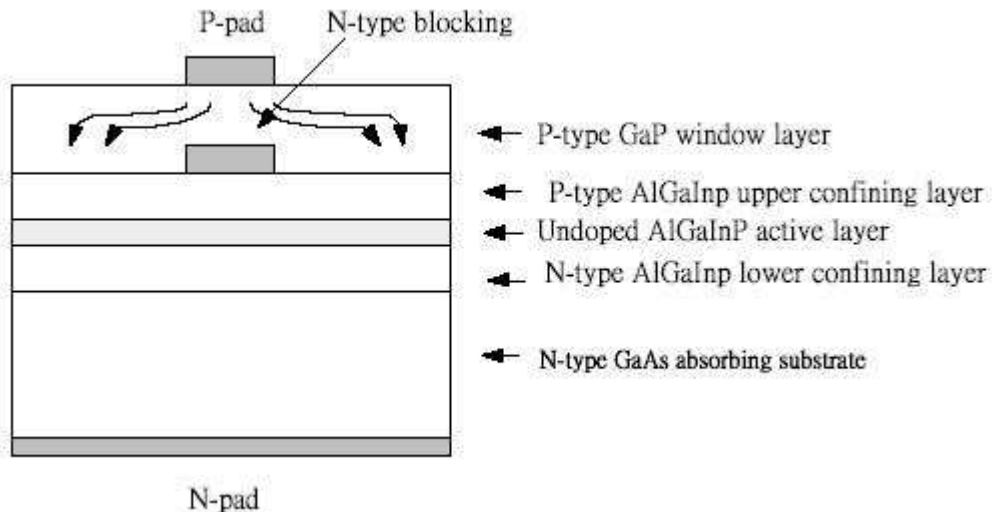 P-pad
N-type blocking
P-type GaP window layer
P-type AlGaInp upper confining layer
Undoped AlGaInP active layer
N-type AlGaInp lower confining layer
N-type GaAs absorbing substrate
N-pad